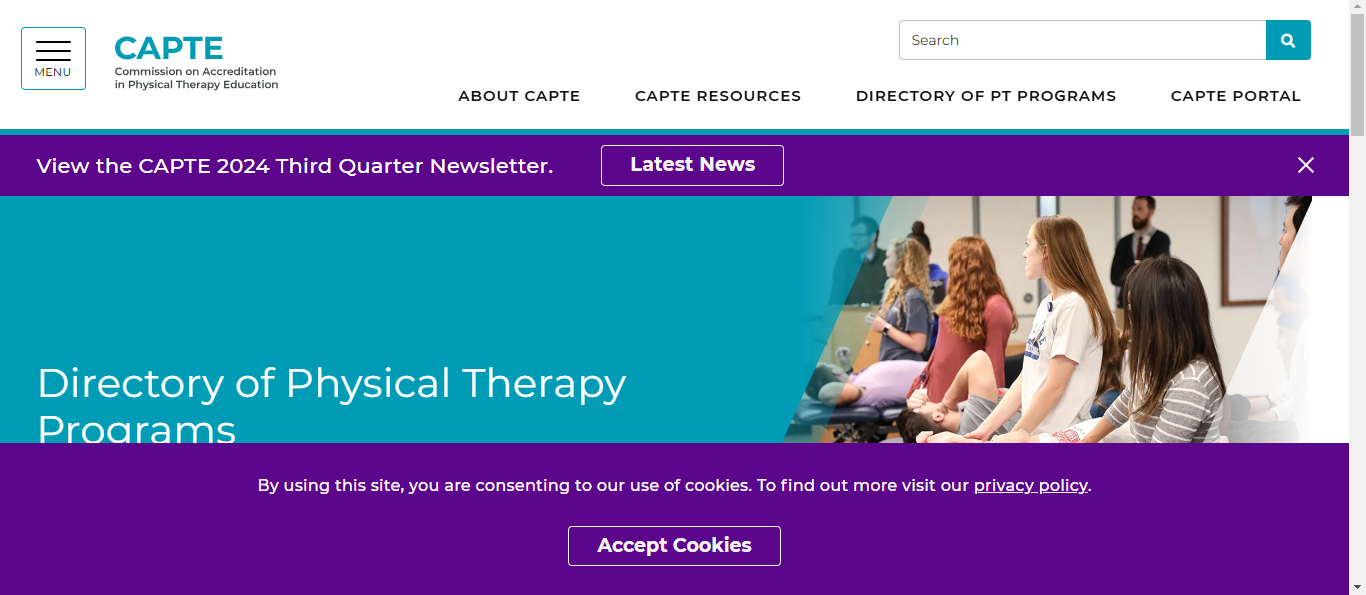 MENU
CAPTE
Commission on Accreditation
in Physical Therapy Education
Search
ABOUT CAPTE
CAPTE RESOURCES
DIRECTORY OF PT PROGRAMS
CAPTE PORTAL
View the CAPTE 2024 Third Quarter Newsletter.
Latest News
Directory of Physical Therapy
Programs
By using this site, you are consenting to our use of cookies. To find out more visit our privacy policy.
Accept Cookies